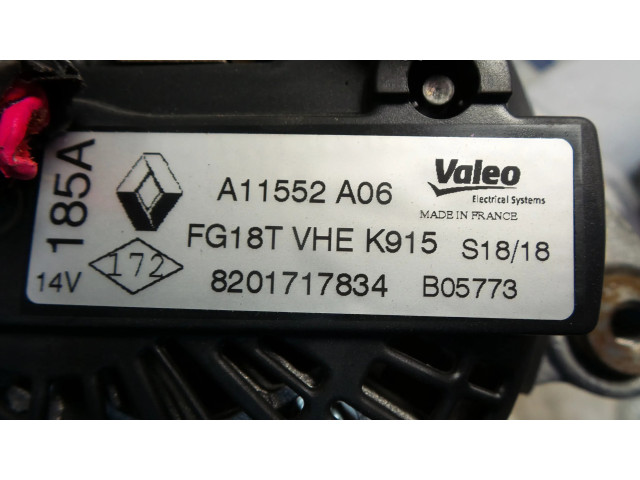 185A
14V
A11552 A06
Valeo
Electrical Systems
MADE IN FRANCE
FG18T VHE K915
S18/18
172
8201717834
B05773